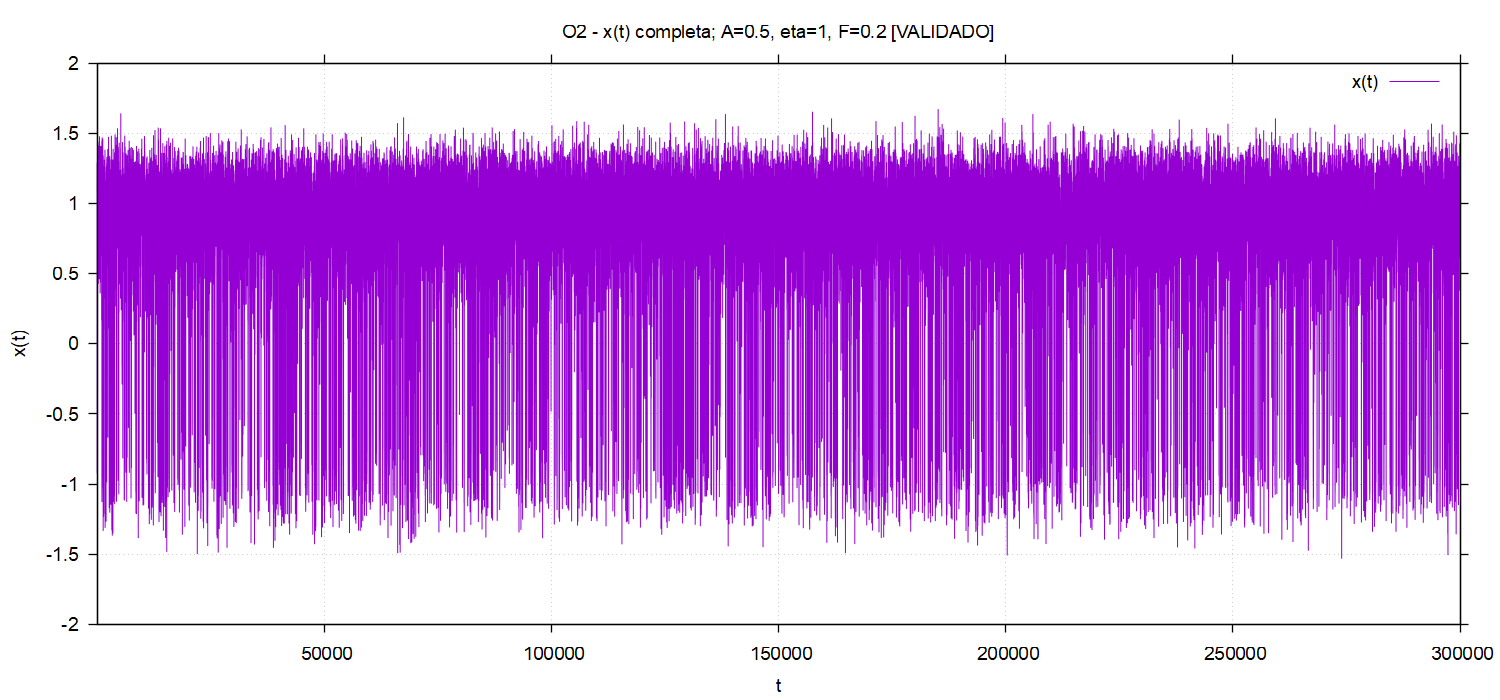 O2 - x(t) completa; A=0.5, eta=1, F=0.2 [VALIDADO]
x(t)
2
1.5
1
0.5
0
-0.5
-1
-1.5
-2
x(t)
50000 100000 150000 200000 250000 300000
t